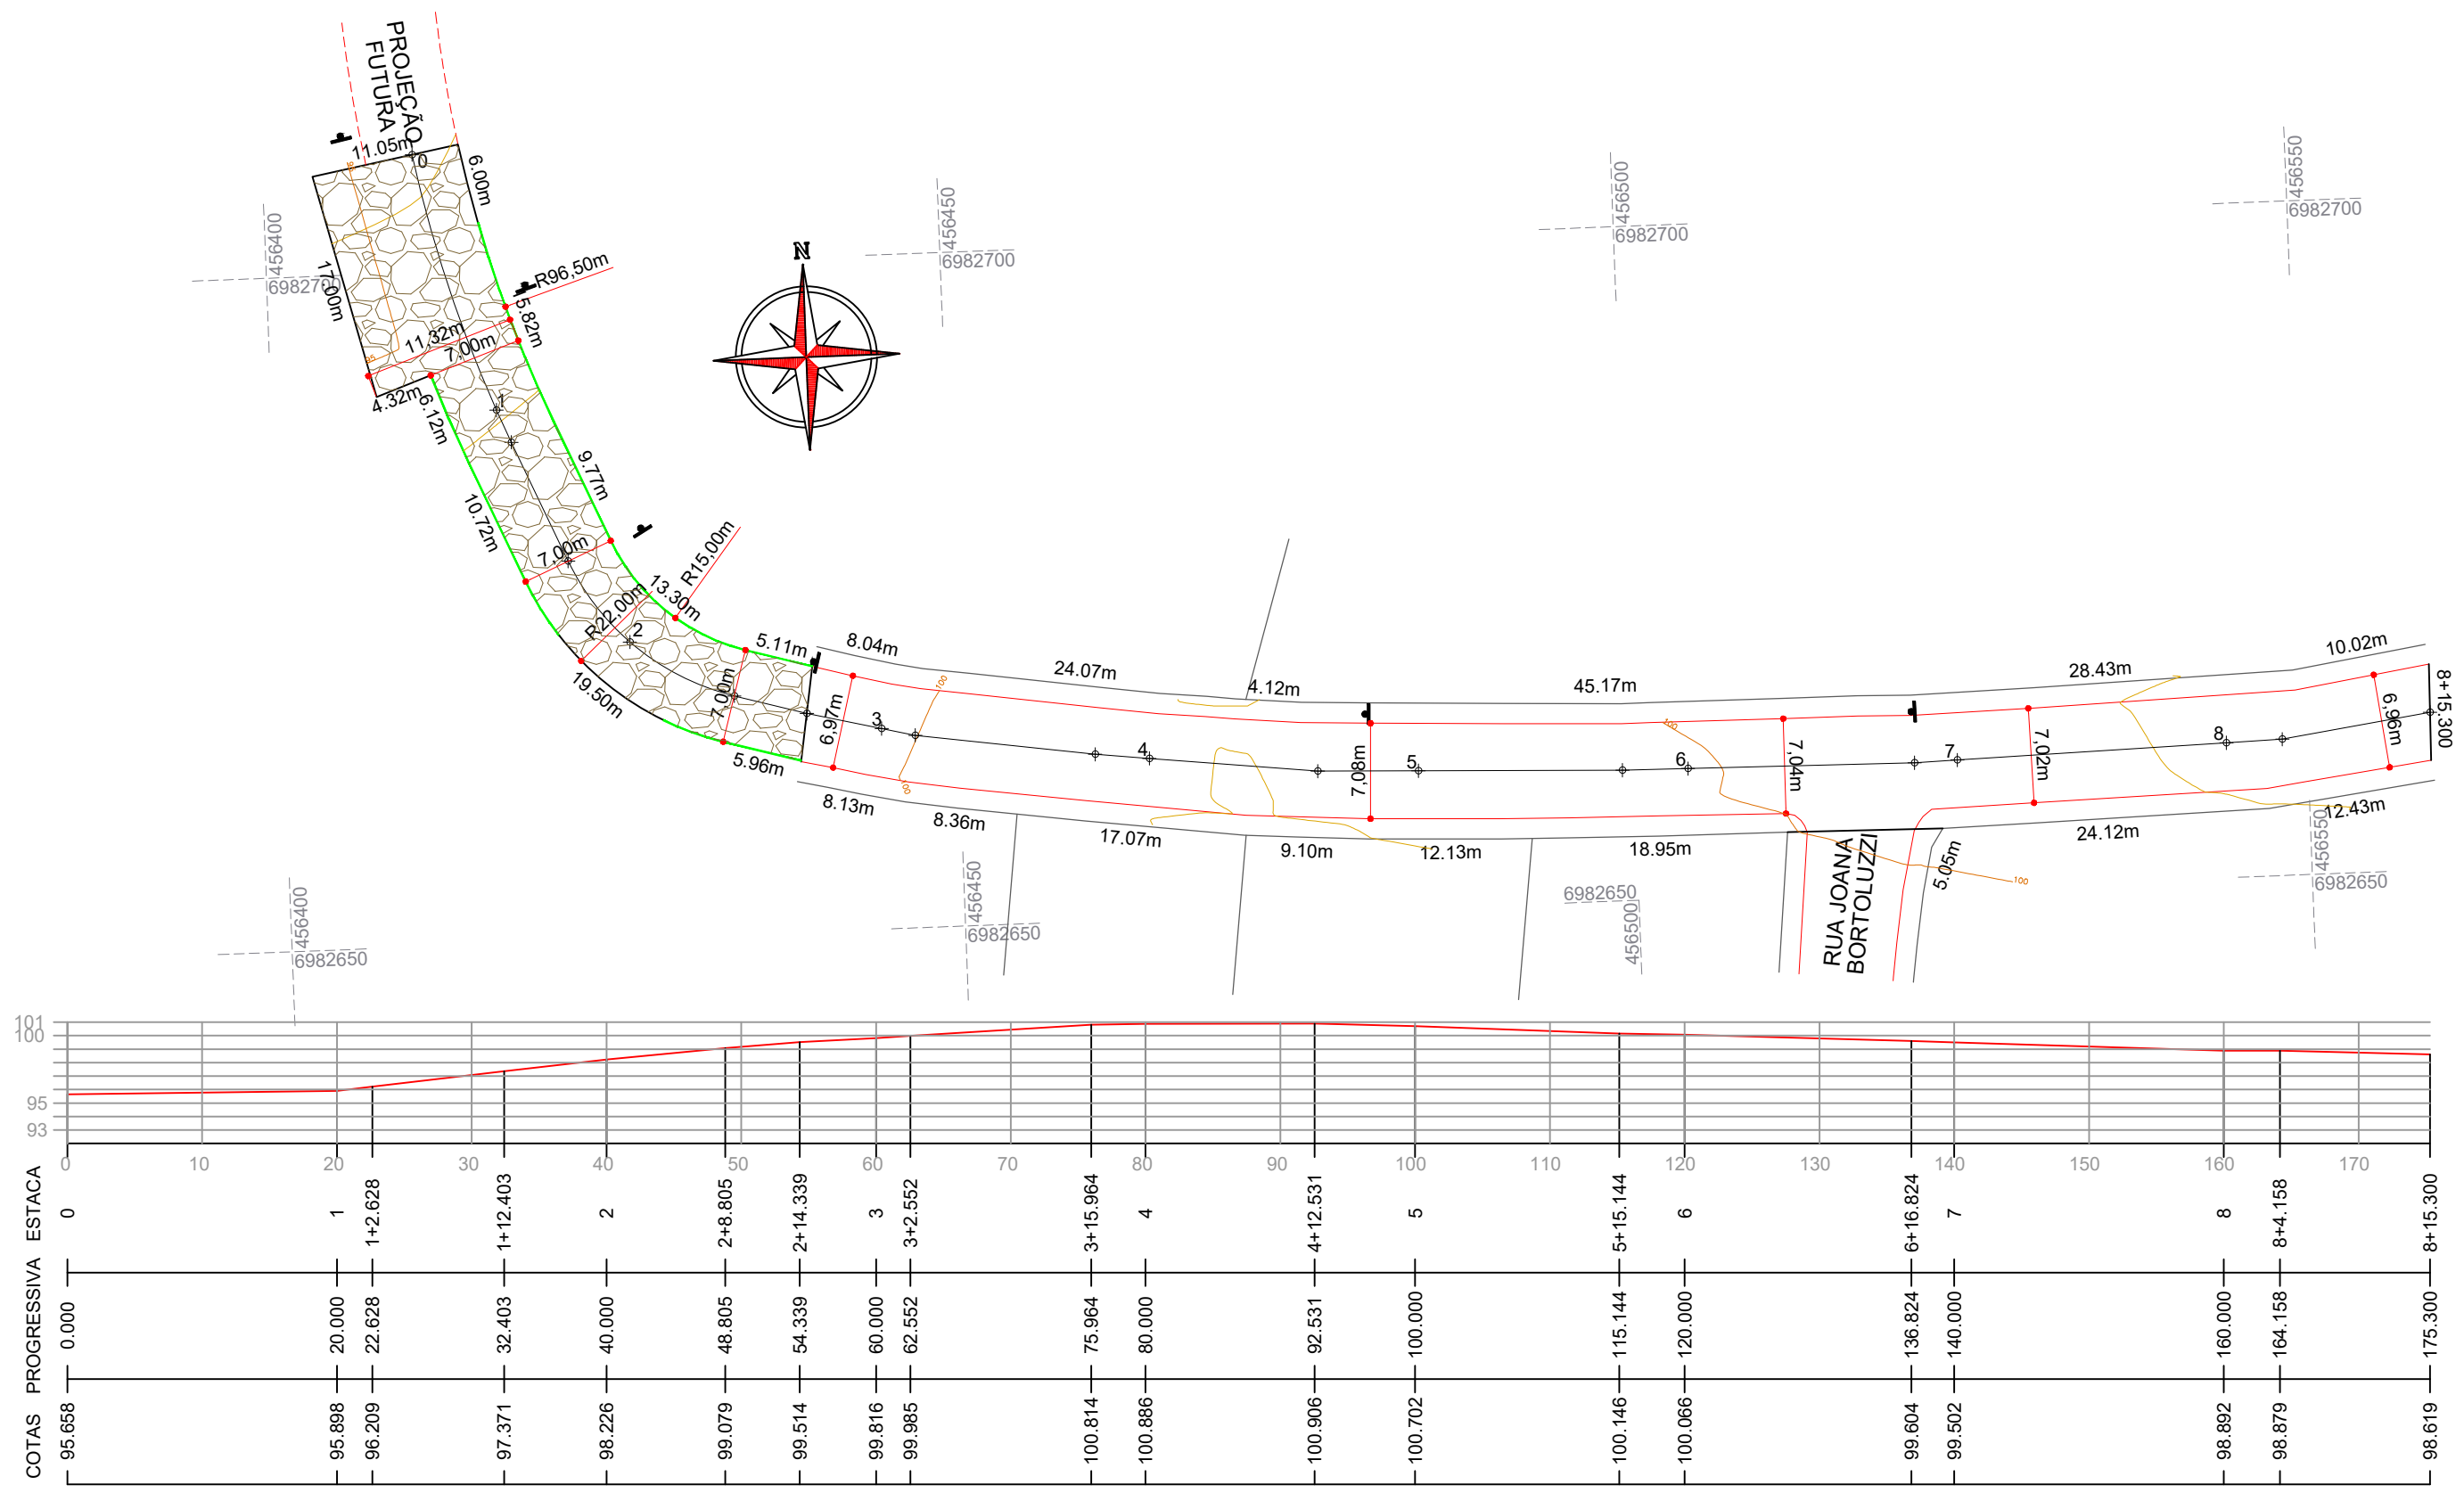 PROJEÇÃO
FUTURA
11.05m
0
6.00m
95
456400
6982700
17.00m
R96,50m
5.82m
11.32m
7,00m
95
4.32m
6.12m
1
9.77m
10.72m
7,00m
R15,00m
13.30m
R22,00m
2
19.50m
7,00m
5.11m
5.96m
N
456450
6982700
456500
6982700
456550
6982700
8.04m
24.07m
4.12m
45.17m
28.43m
10.02m
6,97m
3
100
100
4
7,08m
5
100
6
7,04m
7
7,02m
8
6,96m
8+15.300
8.13m
8.36m
17.07m
9.10m
12.13m
18.95m
RUA JOANA
BORTOLUZZI
5.05m
100
24.12m
12.43m
456400
6982650
456450
6982650
6982650
456500
456550
6982650
101
100
95
93
0 10 20 30 40 50 60 70 80 90 100 110 120 130 140 150 160 170
ESTACA 0 1 1+2.628 1+12.403 2 2+8.805 2+14.339 3 3+2.552 3+15.964 4 4+12.531 5 5+15.144 6 6+16.824 7 8 8+4.158 8+15.300
PROGRESSIVA 0.000 20.000 22.628 32.403 40.000 48.805 54.339 60.000 62.552 75.964 80.000 92.531 100.000 115.144 120.000 136.824 140.000 160.000 164.158 175.300
COTAS 95.658 95.898 96.209 97.371 98.226 99.079 99.514 99.816 99.985 100.814 100.886 100.906 100.702 100.146 100.066 99.604 99.502 98.892 98.879 98.619